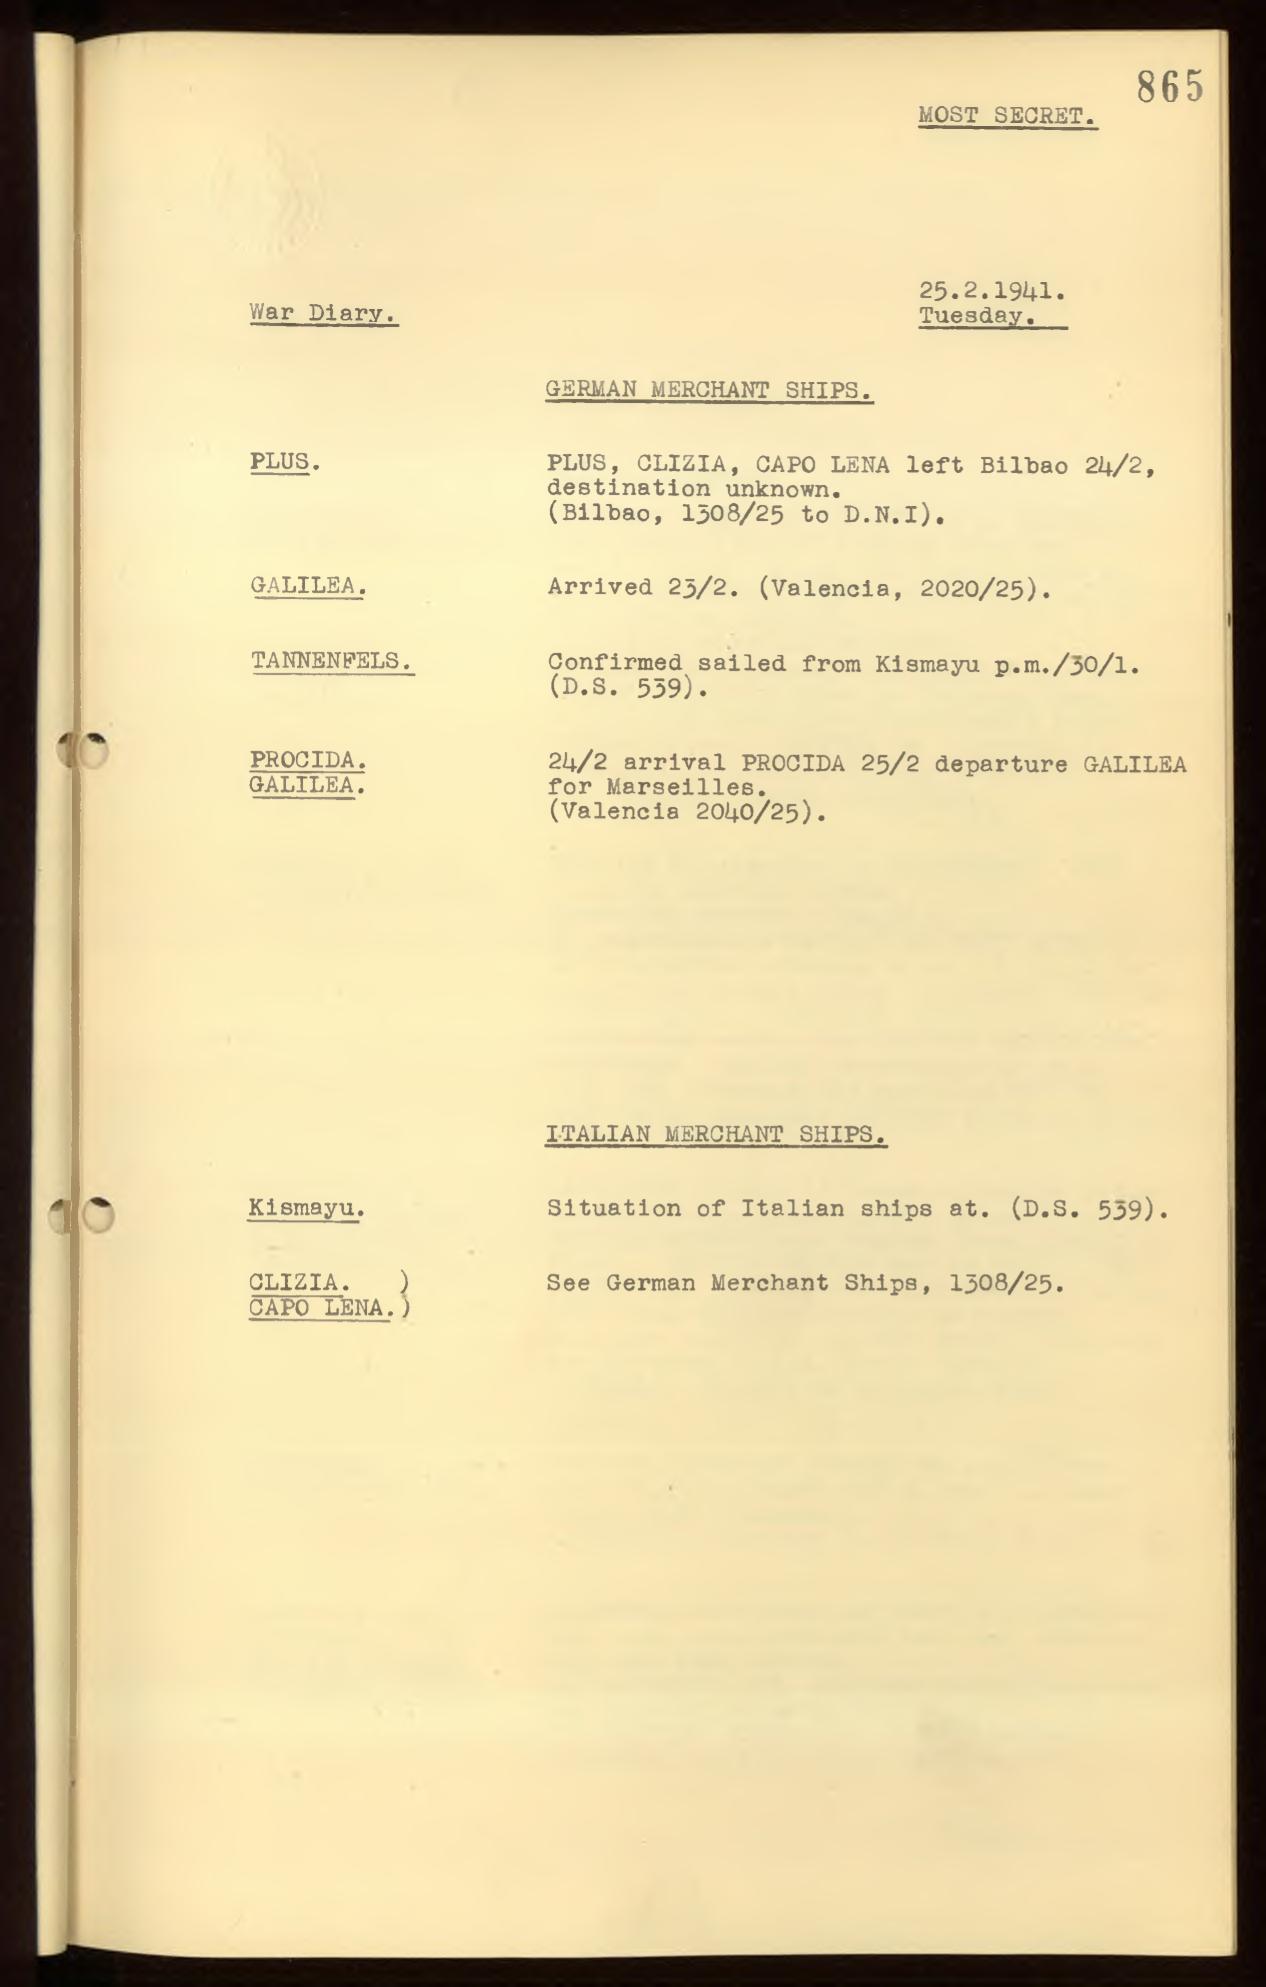 865
MOST SECRET.
25.2.1941.
War Diary.
Tuesday.
GERMAN MERCHANT SHIPS.
PLUS.
PLUS, CLIZIA, CAPO LENA left Bilbao 24/2,
destination unknown.
(Bilbao, 1308/25 to D.N.I).
GALILEA.
Arrived 23/2. (Valencia, 2020/25).
TANNENFELS.
Confirmed sailed from Kismayu p.m./30/1.
(D.S. 539).
PROCIDA.
GALILEA.
24/2 arrival PROCIDA 25/2 departure GALILEA
for Marseilles.
(Valencia 2040/25).
ITALIAN MERCHANT SHIPS.
Kismayu.
Situation of Italian ships at. (D.S. 539).
CLIZIA. )
CAPO LENA.)
See German Merchant Ships, 1308/25.